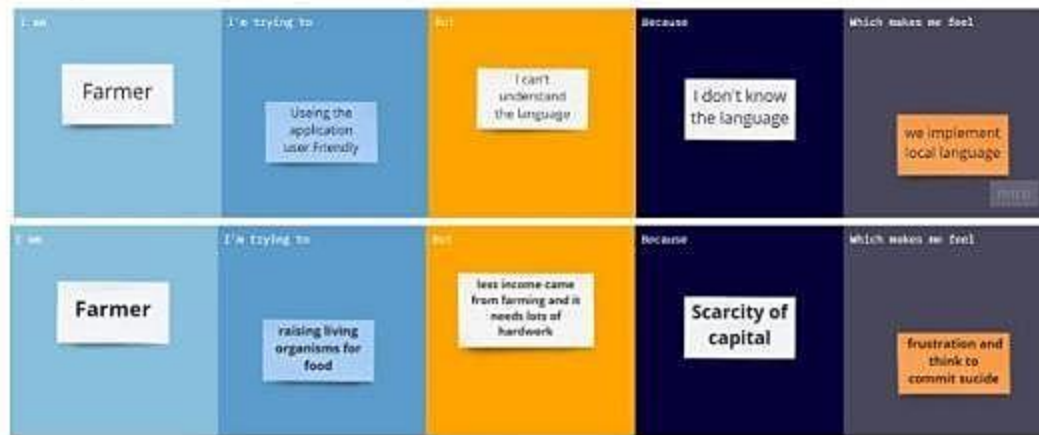 I am
I'm trying to
But
Because
Which makes me feel
Farmer
Useing the
application
user Friendly
I can't
understand
the language
I don't know
the language
we implement
local language
miro
I am
I'm trying to
But
Because
Which makes me feel
Farmer
raising living
organisms for
food
less income came
from farming and it
needs lots of
hardwork
Scarcity of
capital
frustration and
think to
commit sucide